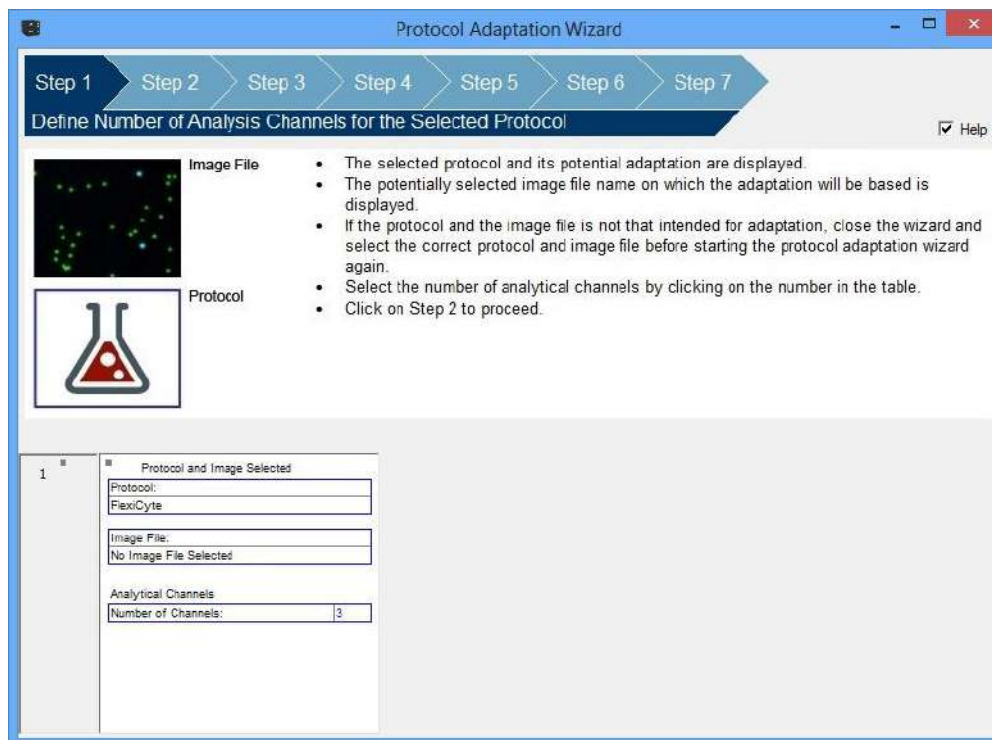 Protocol Adaptation Wizard
Step 1 Step 2 Step 3 Step 4 Step 5 Step 6 Step 7
Define Number of Analysis Channels for the Selected Protocol
Help
Image File
• The selected protocol and its potential adaptation are displayed.
• The potentially selected image file name on which the adaptation will be based is
displayed.
• If the protocol and the image file is not that intended for adaptation, close the wizard and
select the correct protocol and image file before starting the protocol adaptation wizard
again.
Protocol
• Select the number of analytical channels by clicking on the number in the table.
• Click on Step 2 to proceed.
1
Protocol and Image Selected
Protocol:
FlexiCyte
Image File:
No Image File Selected
Analytical Channels
Number of Channels: 3